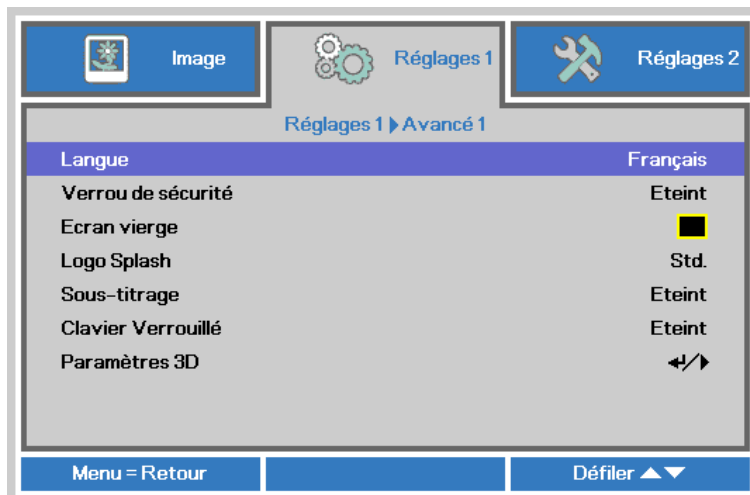 Image
Réglages 1
Réglages 2
Réglages 1 Avancé 1
Langue Français
Verrou de sécurité Eteint
Ecran vierge
Logo Splash Std.
Sous-titrage Eteint
Clavier Verrouillé Eteint
Paramètres 3D
Menu = Retour
Défiler